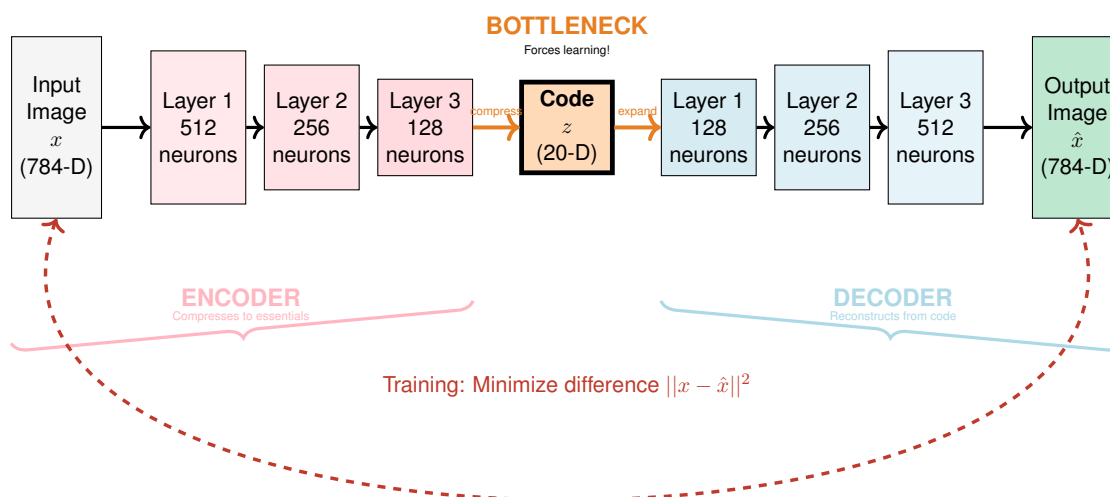 BOTTLENECK
Forces learning!
Input
Image
x
(784-D)
Layer 1
512
neurons
Layer 2
256
neurons
Layer 3
128
neurons
compress
Code
z
(20-D)
expand
Layer 1
128
neurons
Layer 2
256
neurons
Layer 3
512
neurons
Output
Image
x̂
(784-D)
ENCODER
Compresses to essentials
DECODER
Reconstructs from code
Training: Minimize difference ||x − x̂||²